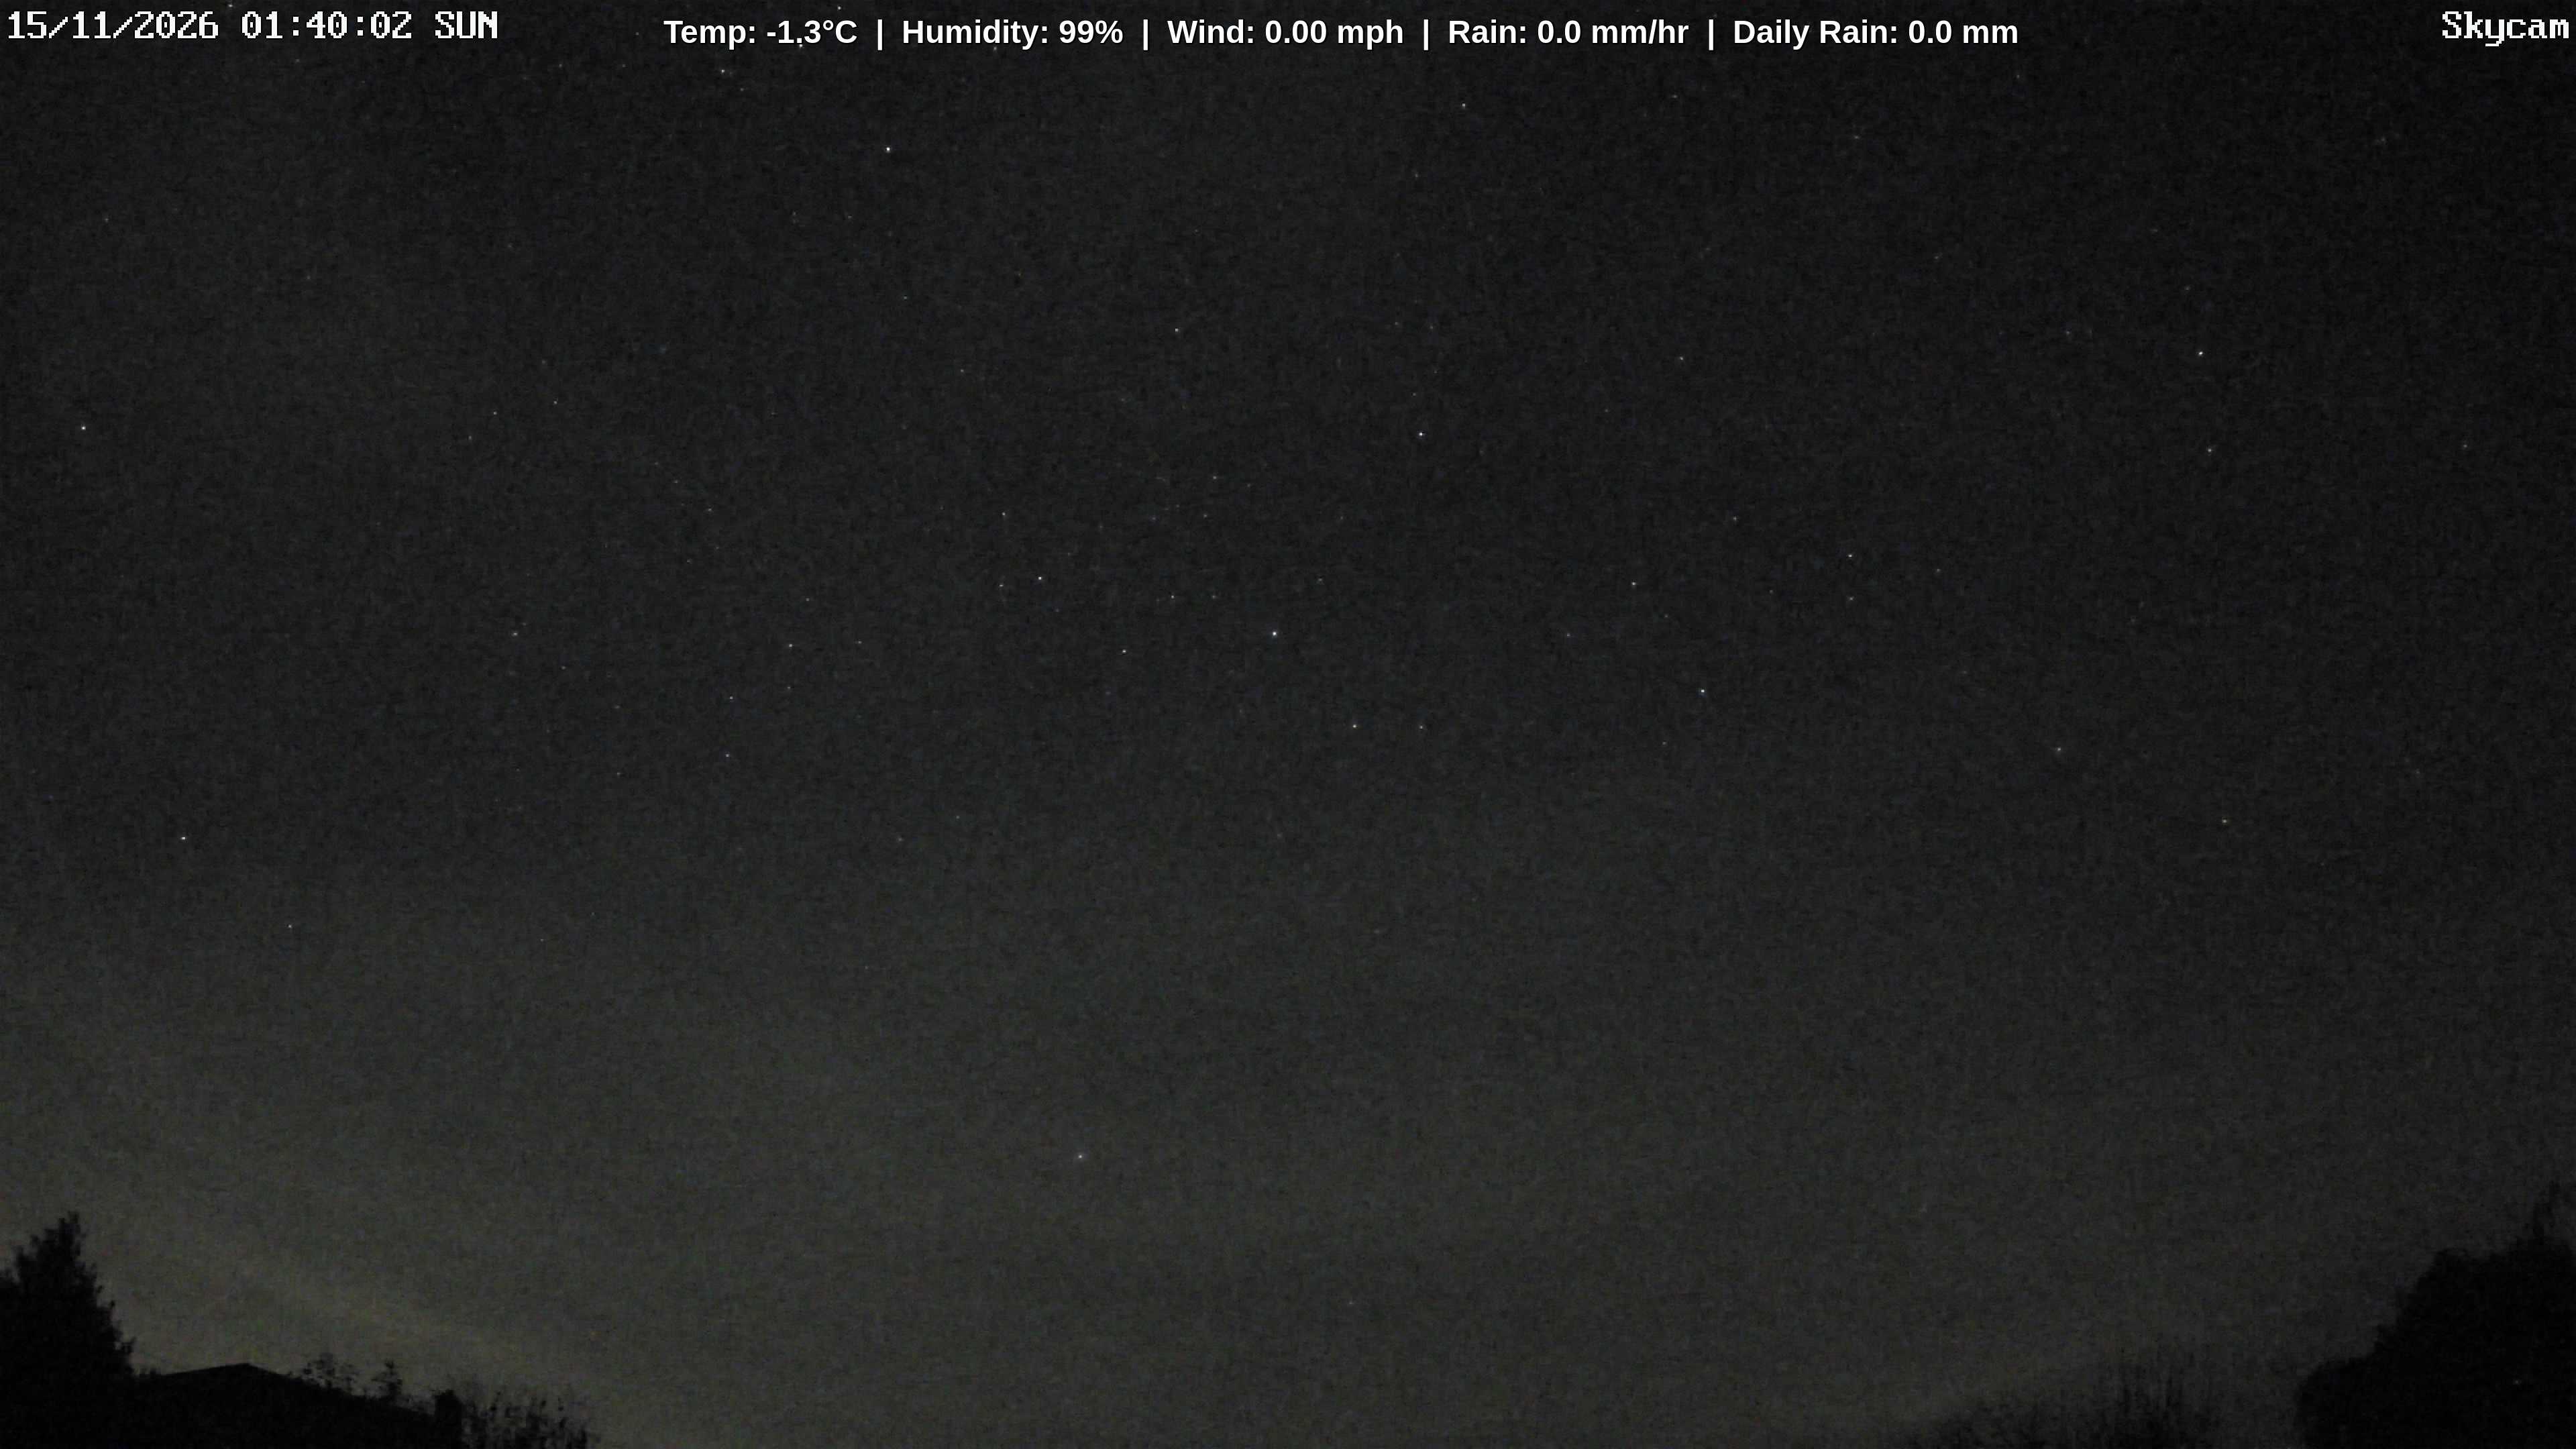 15/11/2026 01:40:02 SUN
Temp: -1.3°C | Humidity: 99% | Wind: 0.00 mph | Rain: 0.0 mm/hr | Daily Rain: 0.0 mm
Skycam